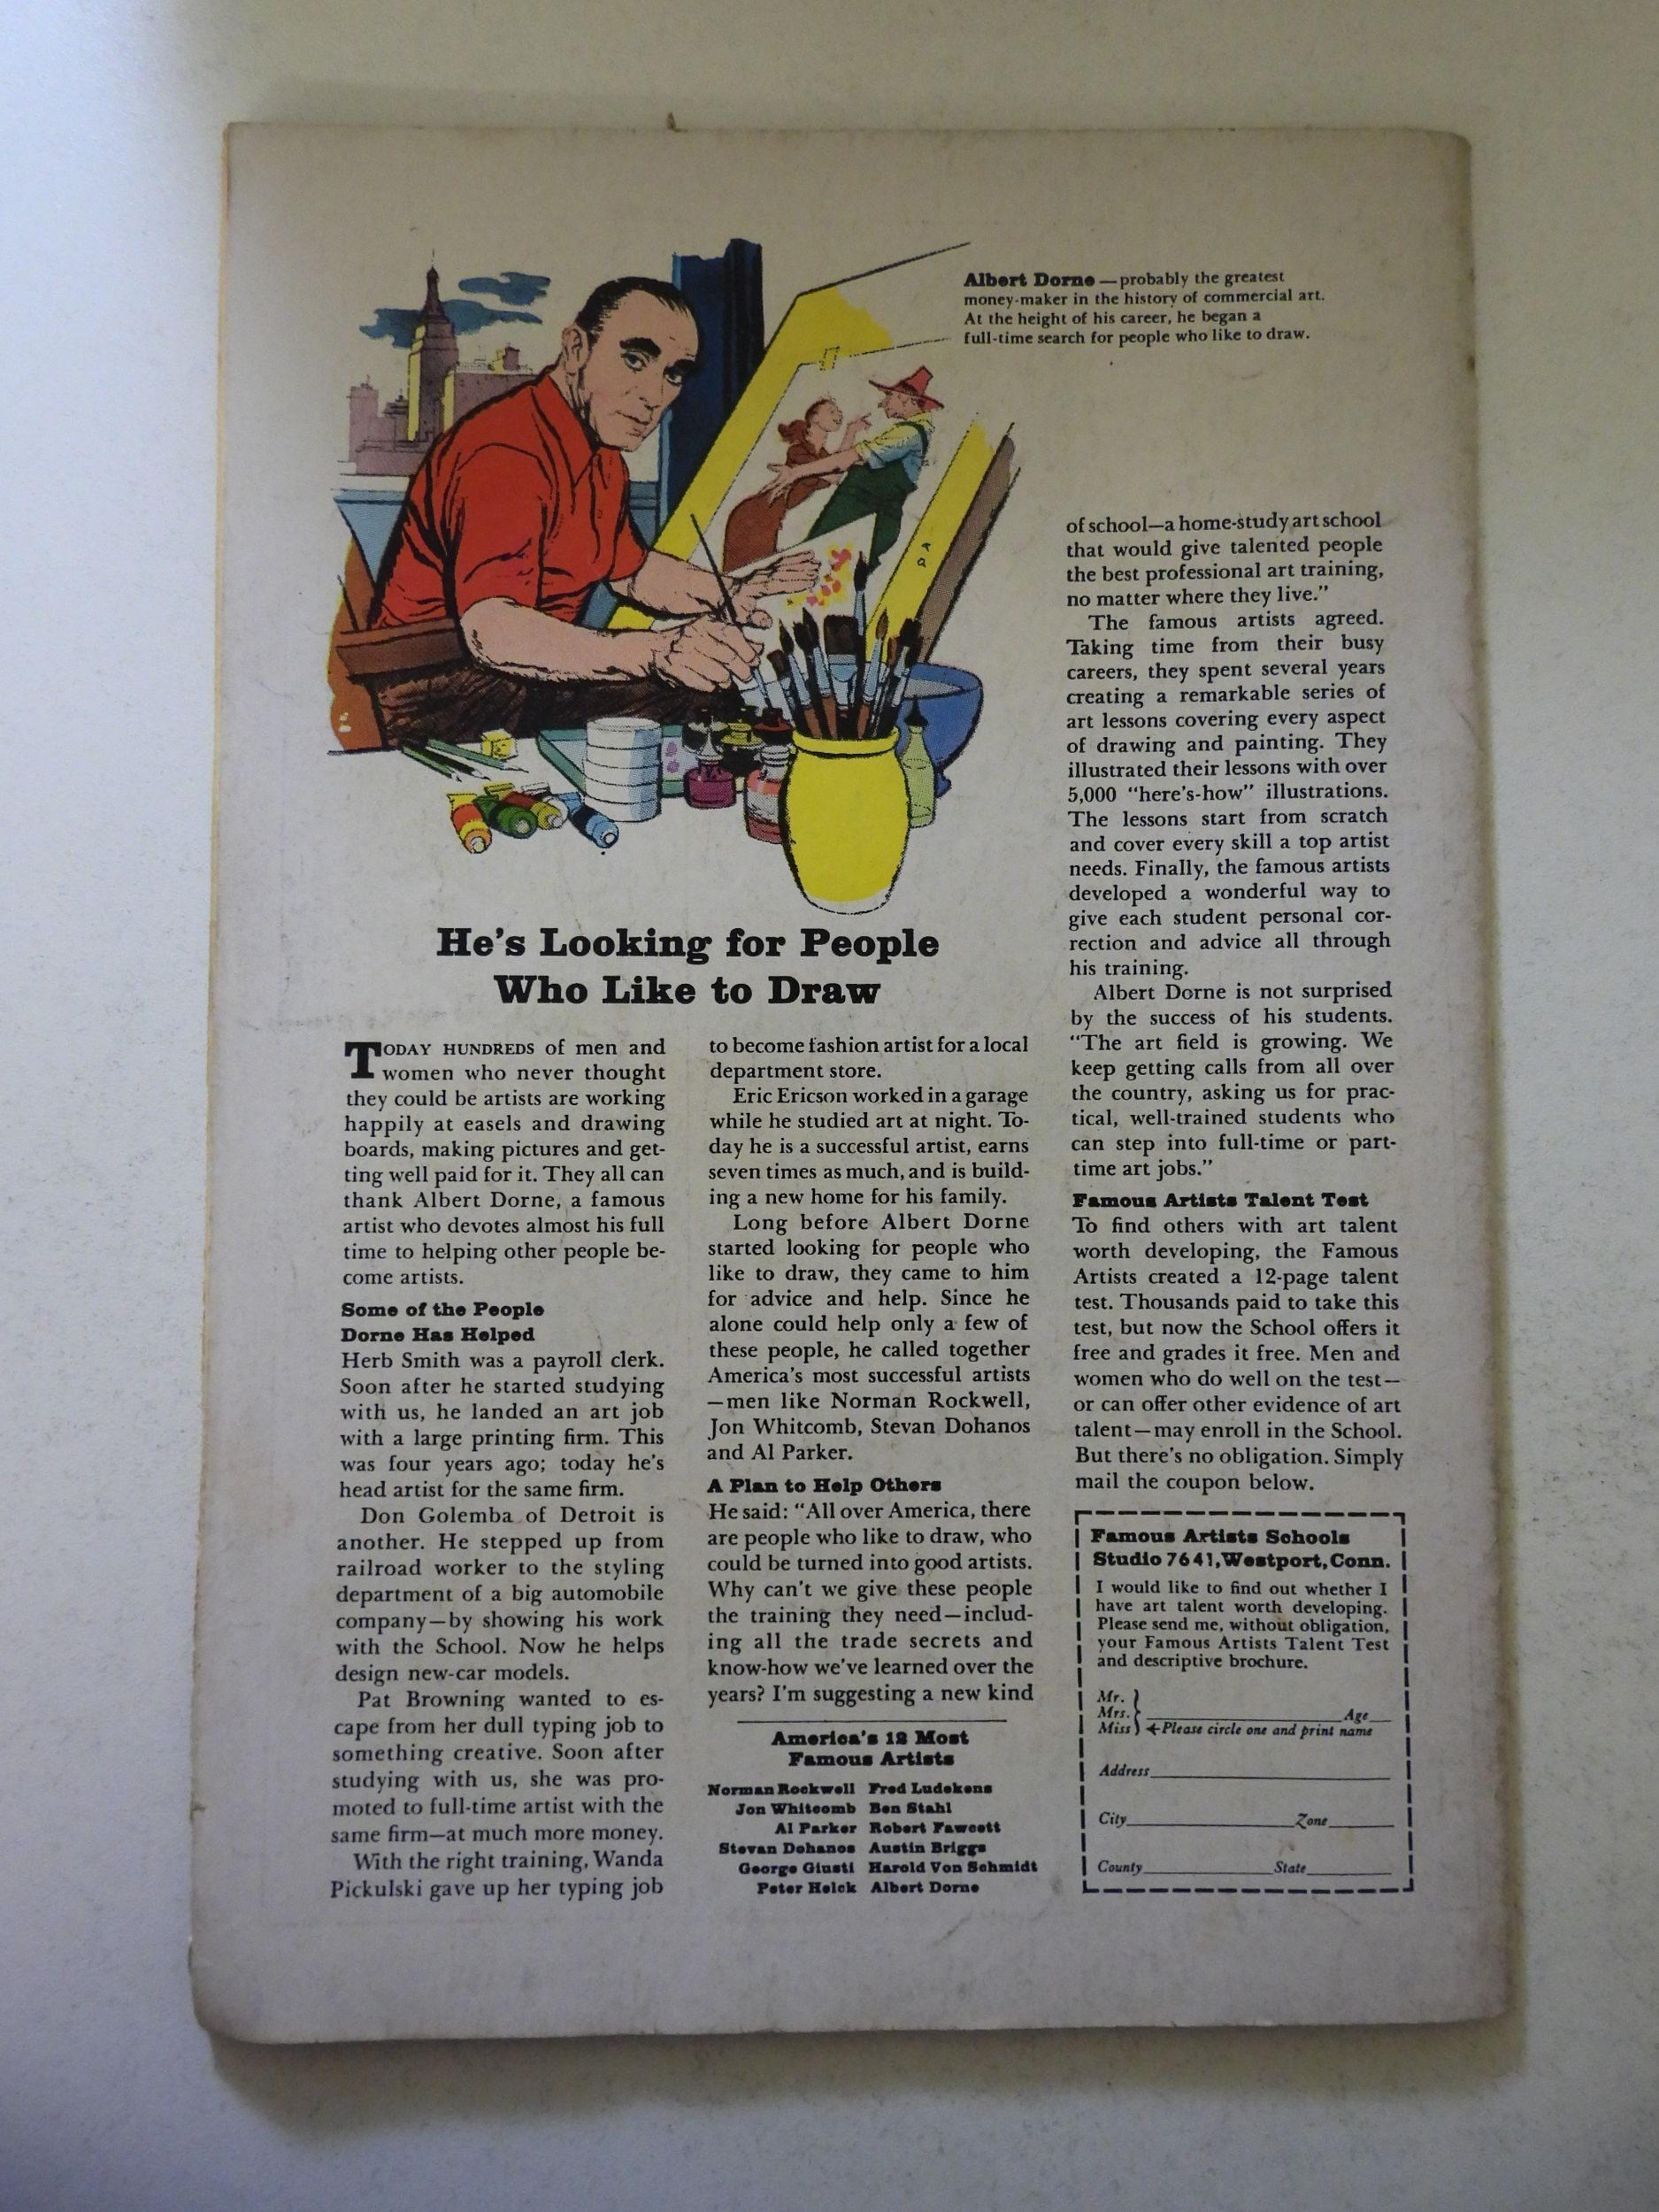 Albert Dorne — probably the greatest
money-maker in the history of commercial art.
At the height of his career, he began a
full-time search for people who like to draw.
He's Looking for People
Who Like to Draw
TODAY HUNDREDS of men and
women who never thought
they could be artists are working
happily at easels and drawing
boards, making pictures and get-
ting well paid for it. They all can
thank Albert Dorne, a famous
artist who devotes almost his full
time to helping other people be-
come artists.
Some of the People
Dorne Has Helped
Herb Smith was a payroll clerk.
Soon after he started studying
with us, he landed an art job
with a large printing firm. This
was four years ago; today he's
head artist for the same firm.
Don Golemba of Detroit is
another. He stepped up from
railroad worker to the styling
department of a big automobile
company—by showing his work
with the School. Now he helps
design new-car models.
Pat Browning wanted to es-
cape from her dull typing job to
something creative. Soon after
studying with us, she was pro-
moted to full-time artist with the
same firm—at much more money.
With the right training, Wanda
Pickulski gave up her typing job
to become fashion artist for a local
department store.
Eric Ericson worked in a garage
while he studied art at night. To-
day he is a successful artist, earns
seven times as much, and is build-
ing a new home for his family.
Long before Albert Dorne
started looking for people who
like to draw, they came to him
for advice and help. Since he
alone could help only a few of
these people, he called together
America's most successful artists
—men like Norman Rockwell,
Jon Whitcomb, Stevan Dohanos
and Al Parker.
A Plan to Help Others
He said: "All over America, there
are people who like to draw, who
could be turned into good artists.
Why can't we give these people
the training they need—includ-
ing all the trade secrets and
know-how we've learned over the
years? I'm suggesting a new kind
America's 12 Most
Famous Artists
Norman Rockwell Fred Ludekens
Jon Whitcomb Ben Stahl
Al Parker Robert Fawcett
Stevan Dohanos Austin Briggs
George Giusti Harold Von Schmidt
Peter Helck Albert Dorne
of school—a home-study art school
that would give talented people
the best professional art training,
no matter where they live."
The famous artists agreed.
Taking time from their busy
careers, they spent several years
creating a remarkable series of
art lessons covering every aspect
of drawing and painting. They
illustrated their lessons with over
5,000 "here's-how" illustrations.
The lessons start from scratch
and cover every skill a top artist
needs. Finally, the famous artists
developed a wonderful way to
give each student personal cor-
rection and advice all through
his training.
Albert Dorne is not surprised
by the success of his students.
"The art field is growing. We
keep getting calls from all over
the country, asking us for prac-
tical, well-trained students who
can step into full-time or part-
time art jobs."
Famous Artists Talent Test
To find others with art talent
worth developing, the Famous
Artists created a 12-page talent
test. Thousands paid to take this
test, but now the School offers it
free and grades it free. Men and
women who do well on the test—
or can offer other evidence of art
talent—may enroll in the School.
But there's no obligation. Simply
mail the coupon below.
Famous Artists Schools
Studio 7641, Westport, Conn.
I would like to find out whether I
have art talent worth developing.
Please send me, without obligation,
your Famous Artists Talent Test
and descriptive brochure.
Mr.
Mrs. Age
Miss ←Please circle one and print name
Address
City Zone
County State